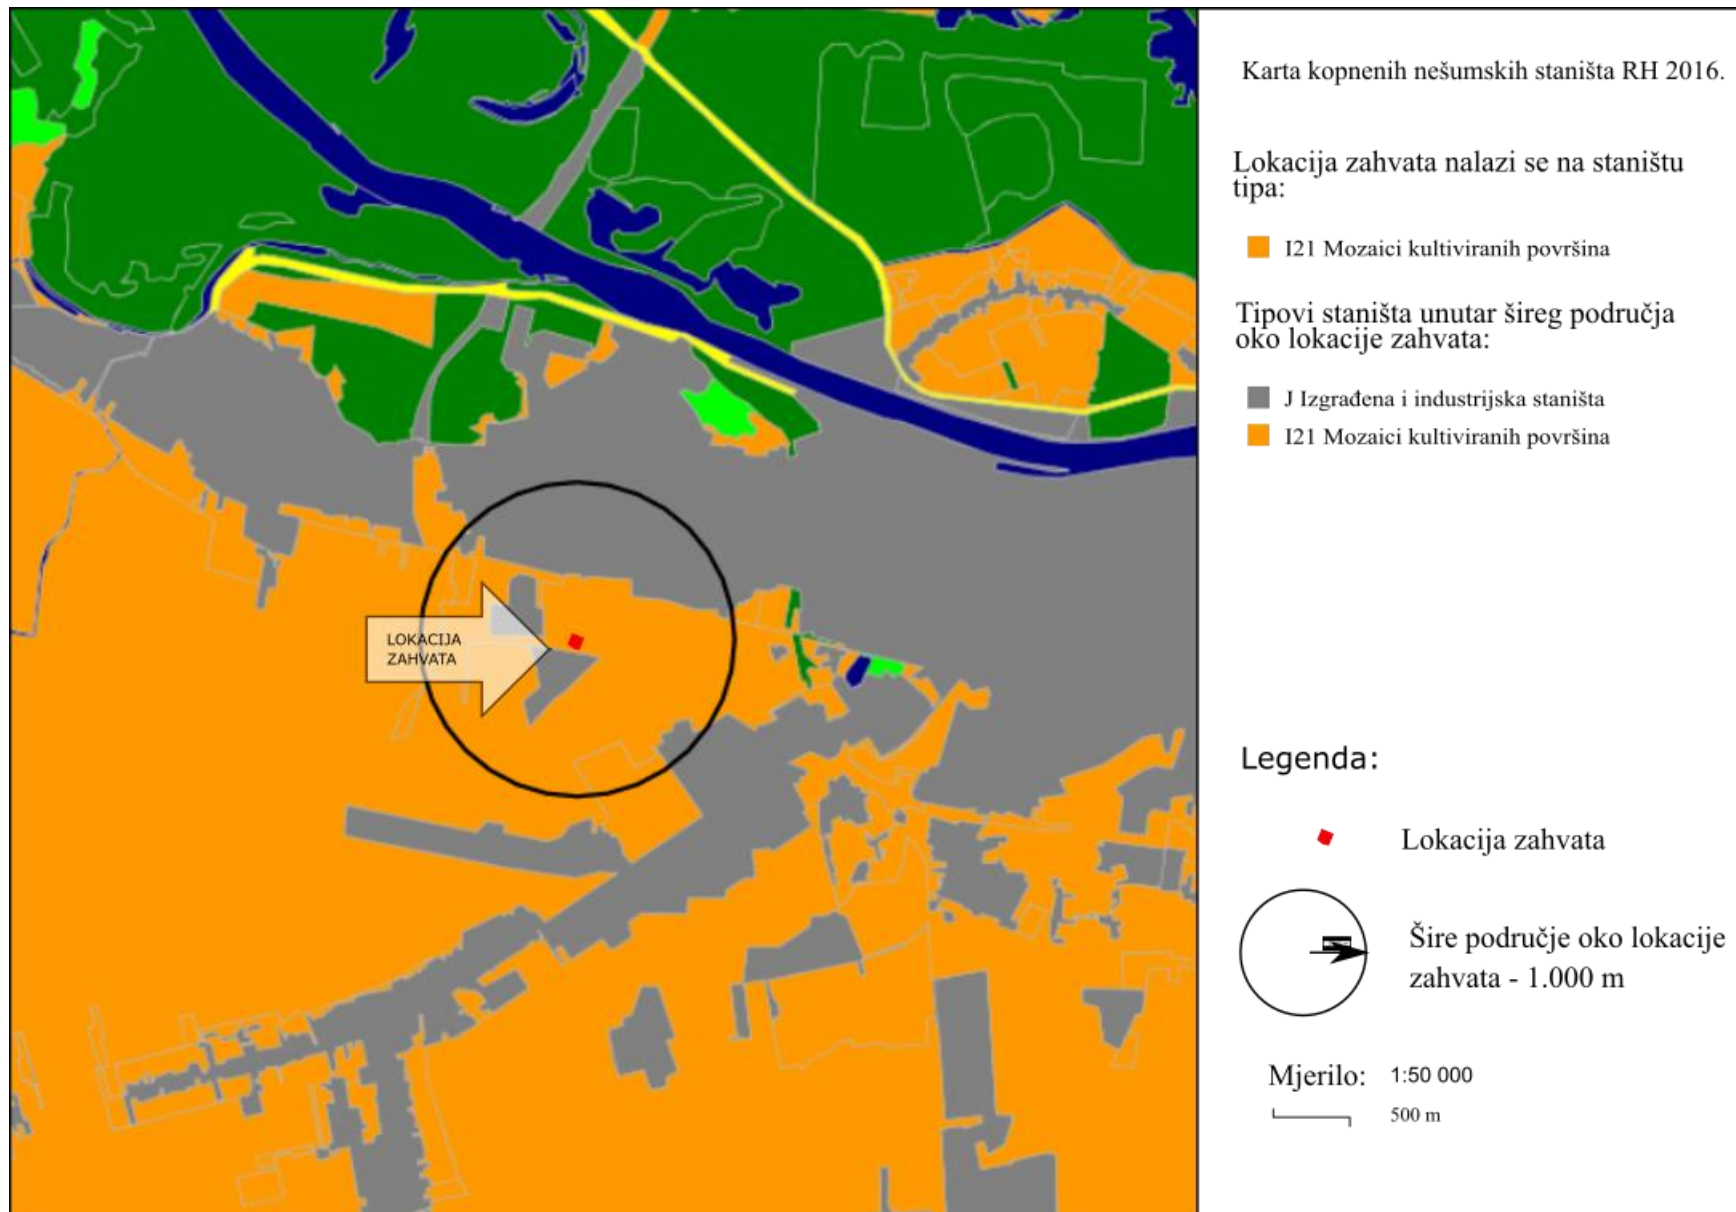 Karta kopnenih nešumskih staništa RH 2016.
Lokacija zahvata nalazi se na staništu
tipa:
I21 Mozaici kultiviranih površina
Tipovi staništa unutar šireg područja
oko lokacije zahvata:
J Izgrađena i industrijska staništa
I21 Mozaici kultiviranih površina
LOKACIJA
ZAHVATA
Legenda:
Lokacija zahvata
Šire područje oko lokacije
zahvata - 1.000 m
Mjerilo: 1:50 000
500 m